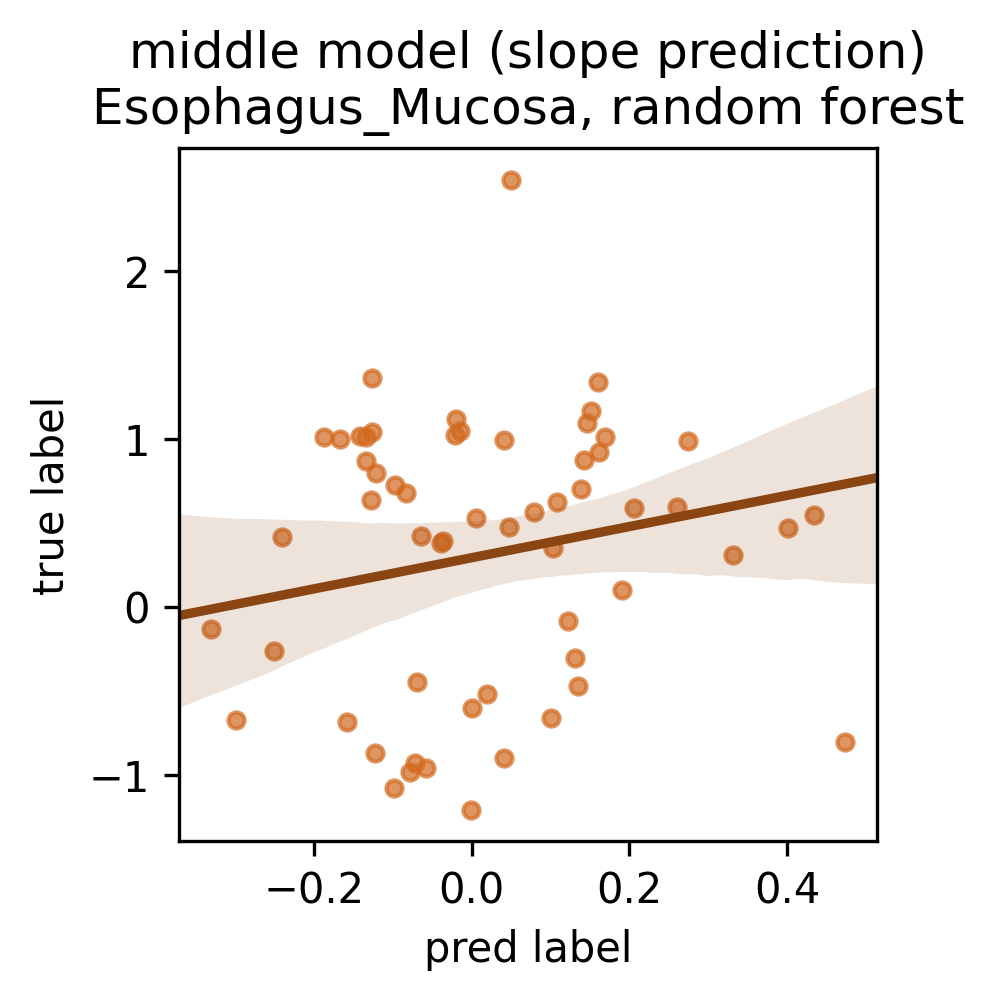 middle model (slope prediction)
Esophagus_Mucosa, random forest
2
1
0
−1
true label
−0.2
0.0
0.2
0.4
pred label